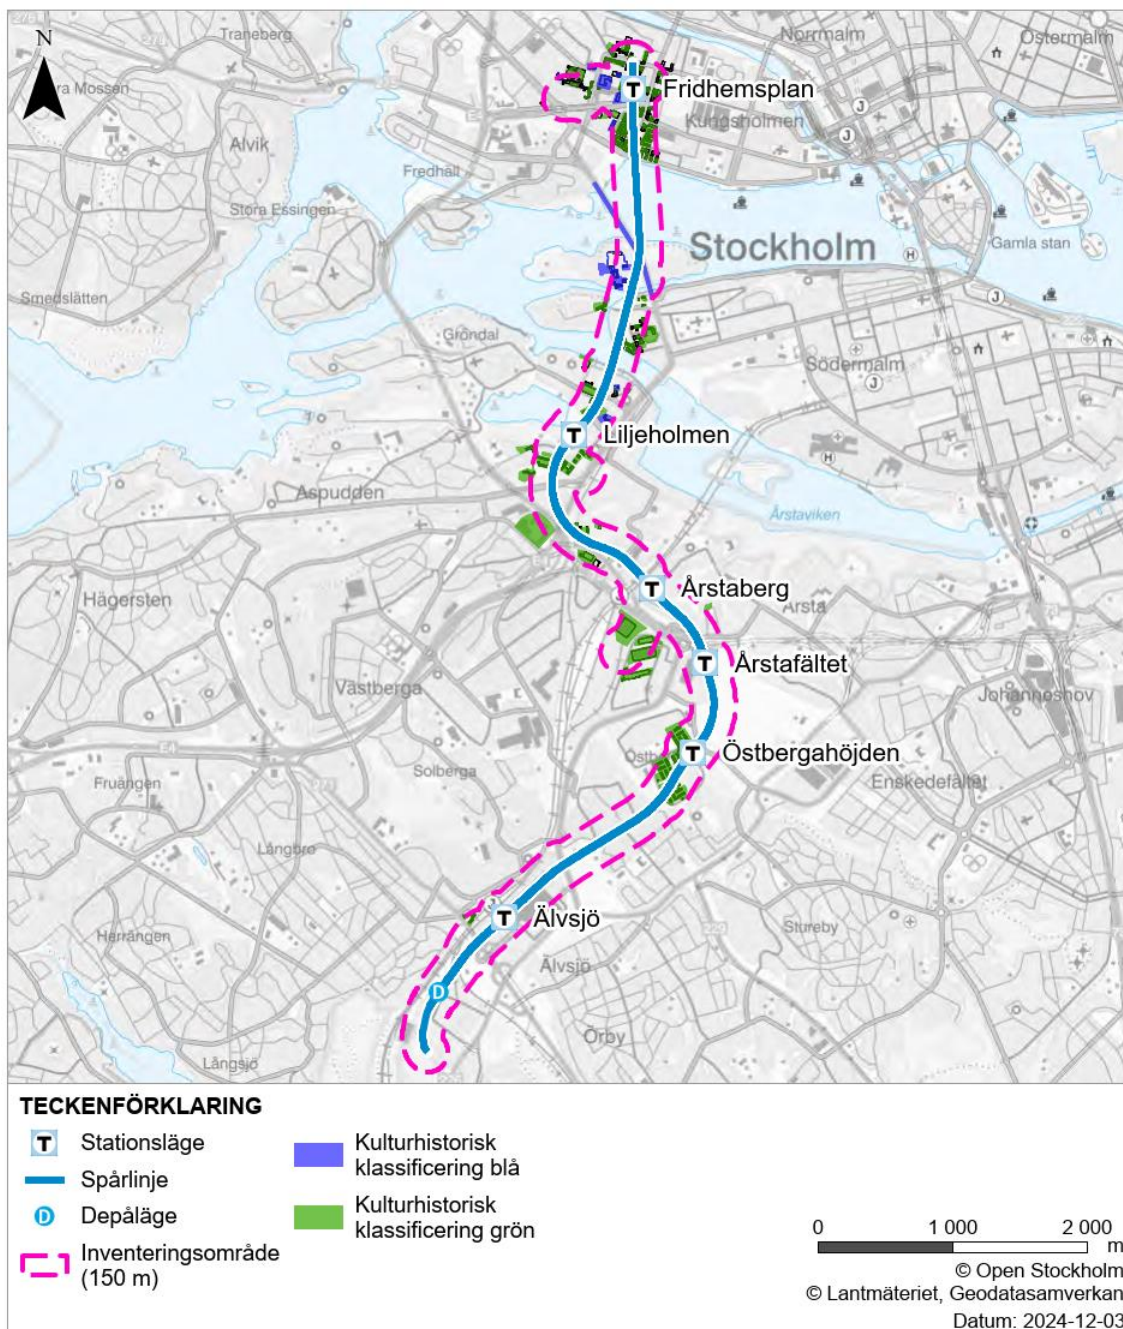 N
Traneberg
Norrmalm
Östermalm
Mossen
Fridhemsplan
Kungsholmen
Alvik
Fredhäll
Stora Essingen
Stockholm
Gamla stan
Smedslätten
Gröndal
Södermalm
Liljeholmen
Aspudden
Årstaviken
Hägersten
Årstaberg
Årsta
Årstafältet
Västberga
Johanneshov
Östbergahöjden
E4
Solberga
Fruängen
Enskedefältet
Långbro
Älvsjö
Herrängen
Stureby
Älvsjö
D
Örby
Långsjö
TECKENFÖRKLARING
T Stationsläge
Spårlinje
D Depåläge
Inventeringsområde
(150 m)
Kulturhistorisk
klassificering blå
Kulturhistorisk
klassificering grön
0 1 000 2 000
m
© Open Stockholm
© Lantmäteriet, Geodatasamverkan
Datum: 2024-12-03